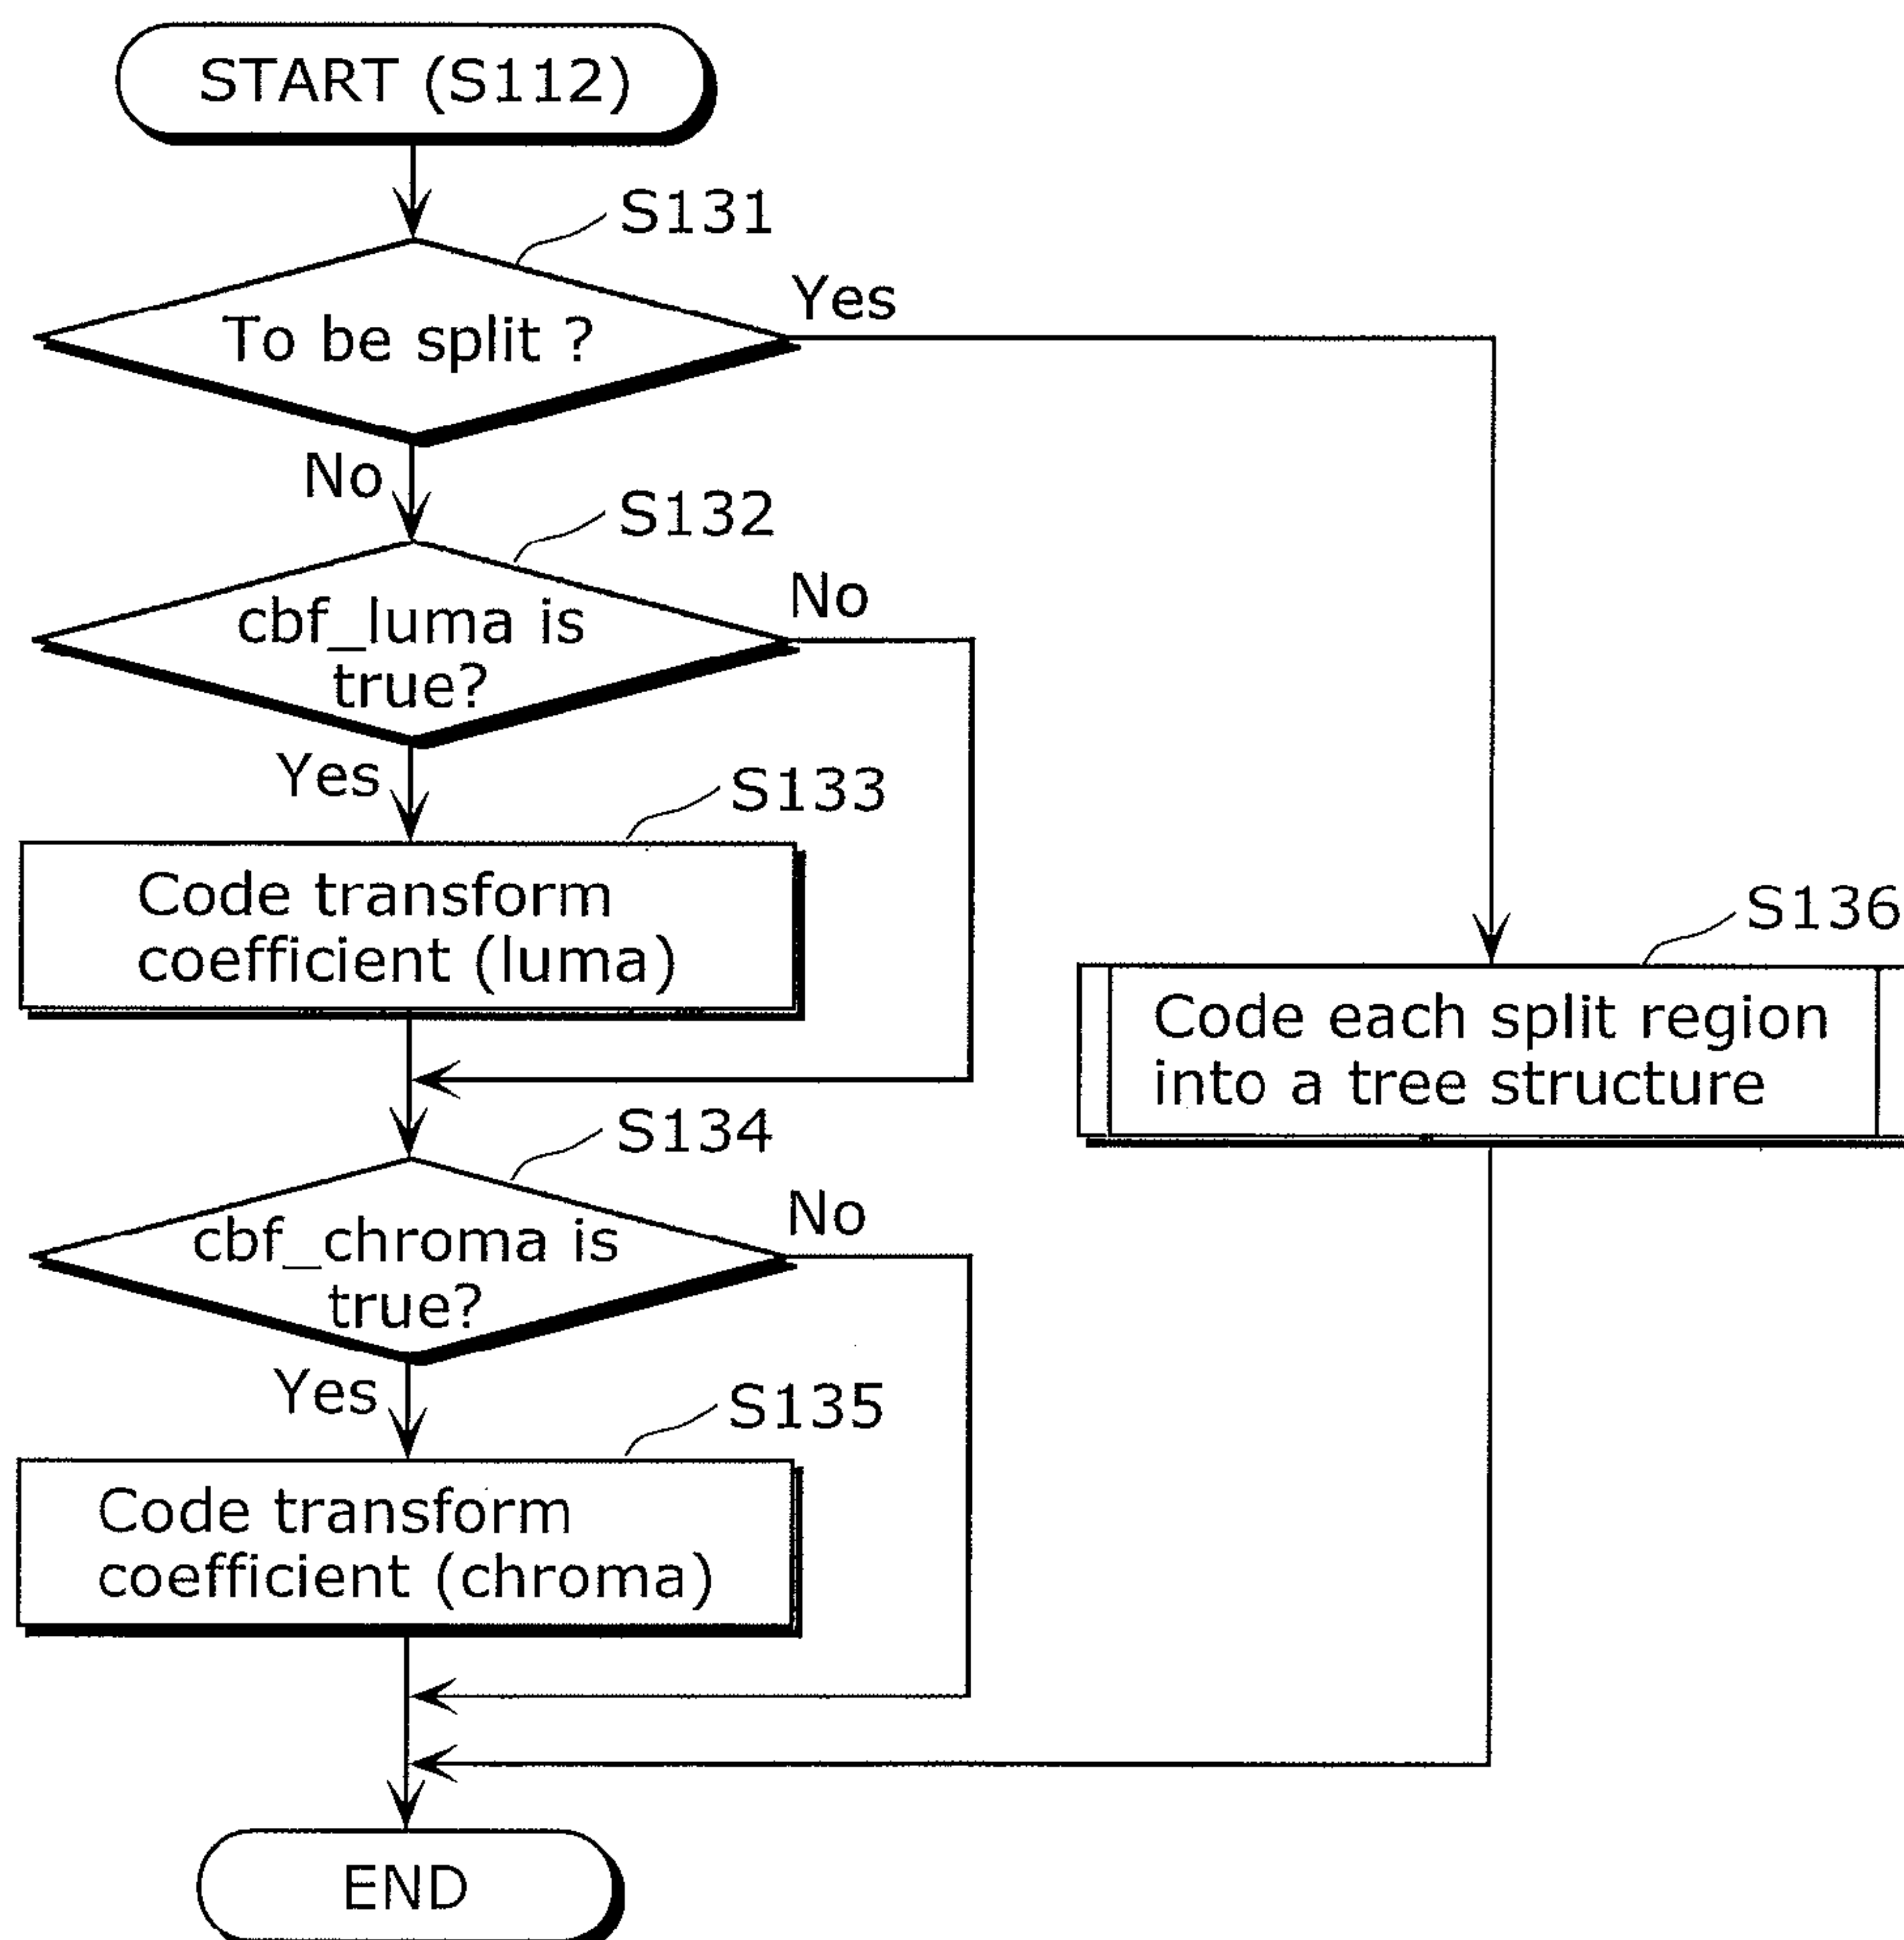 START (S112)
S131
To be split ?
Yes
No
S132
cbf_luma is
true?
No
Yes
S133
Code transform
coefficient (luma)
S136
Code each split region
into a tree structure
S134
cbf_chroma is
true?
No
Yes
S135
Code transform
coefficient (chroma)
END